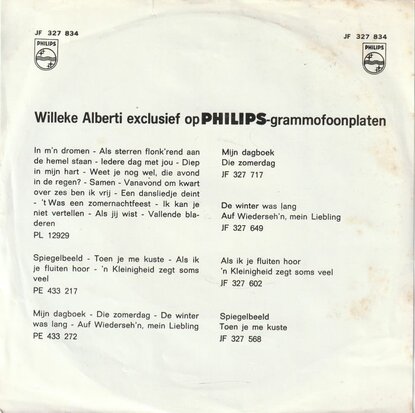 JF 327 834
JF 327 834
PHILIPS
PHILIPS
Willeke Alberti exclusief op PHILIPS-grammofoonplaten
In m'n dromen - Als sterren flonk'rend aan
de hemel staan - Iedere dag met jou - Diep
in mijn hart - Weet je nog wel, die avond
in de regen? - Samen - Vanavond om kwart
over zes ben ik vrij - Een dansliedje deint
- 't Was een zomernachtfeest - Ik kan je
niet vertellen - Als jij wist - Vallende bla-
deren
PL 12929
Spiegelbeeld - Toen je me kuste - Als ik
je fluiten hoor - 'n Kleinigheid zegt soms
veel
PE 433 217
Mijn dagboek - Die zomerdag - De winter
was lang - Auf Wiederseh'n, mein Liebling
PE 433 272
Mijn dagboek
Die zomerdag
JF 327 717
De winter was lang
Auf Wiederseh'n, mein Liebling
JF 327 649
Als ik je fluiten hoor
'n Kleinigheid zegt soms veel
JF 327 602
Spiegelbeeld
Toen je me kuste
JF 327 568